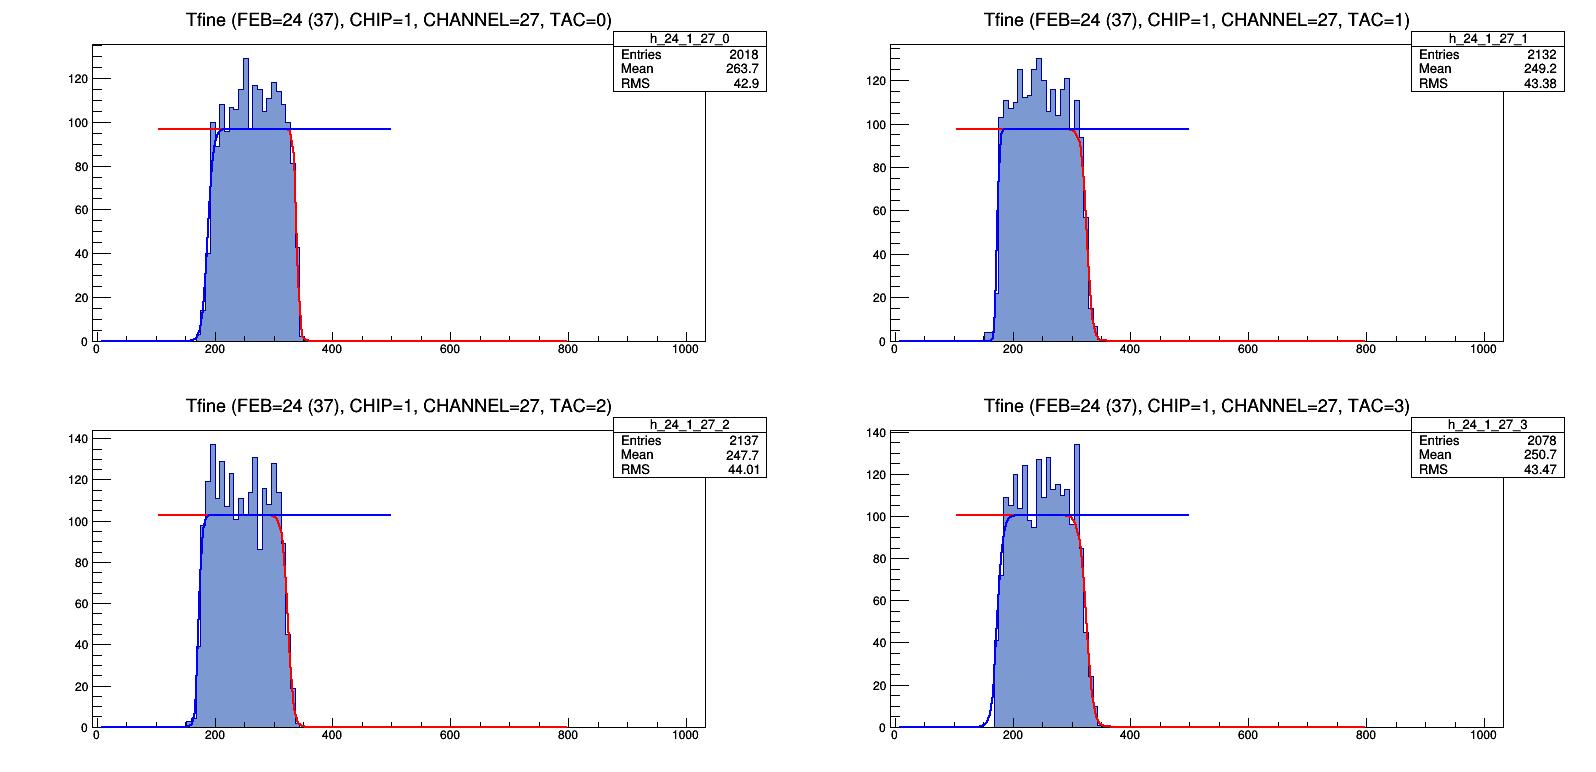 Tfine (FEB=24 (37), CHIP=1, CHANNEL=27, TAC=0)
h_24_1_27_0
Entries 2018
Mean 263.7
RMS 42.9
120
100
80
60
40
20
0
0 200 400 600 800 1000
Tfine (FEB=24 (37), CHIP=1, CHANNEL=27, TAC=1)
h_24_1_27_1
Entries 2132
Mean 249.2
RMS 43.38
120
100
80
60
40
20
0
0 200 400 600 800 1000
Tfine (FEB=24 (37), CHIP=1, CHANNEL=27, TAC=2)
h_24_1_27_2
Entries 2137
Mean 247.7
RMS 44.01
140
120
100
80
60
40
20
0
0 200 400 600 800 1000
Tfine (FEB=24 (37), CHIP=1, CHANNEL=27, TAC=3)
h_24_1_27_3
Entries 2078
Mean 250.7
RMS 43.47
140
120
100
80
60
40
20
0
0 200 400 600 800 1000